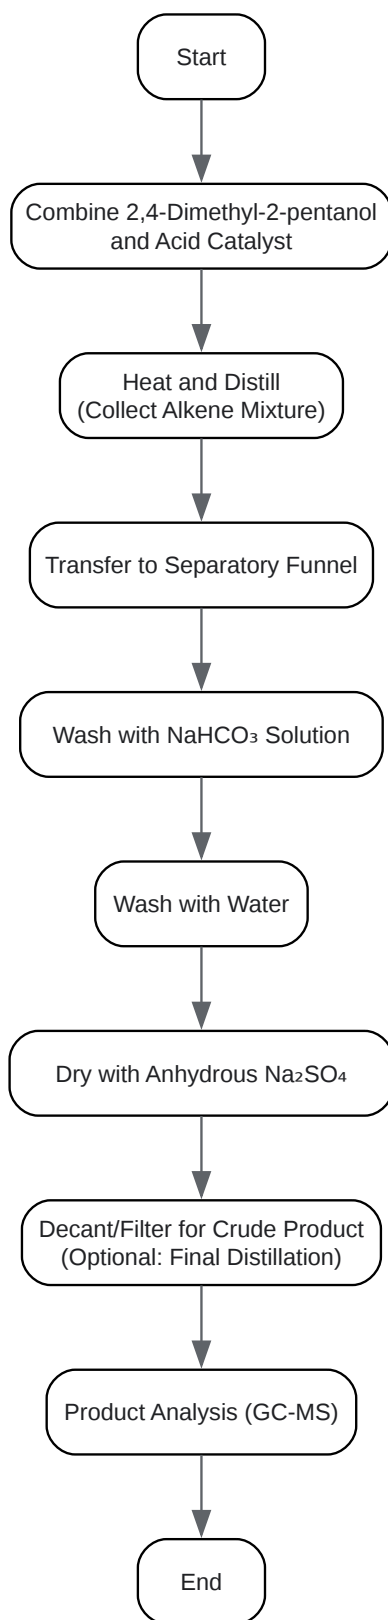 Start
Combine 2,4-Dimethyl-2-pentanol
and Acid Catalyst
Heat and Distill
(Collect Alkene Mixture)
Transfer to Separatory Funnel
Wash with NaHCO₃ Solution
Wash with Water
Dry with Anhydrous Na₂SO₄
Decant/Filter for Crude Product
(Optional: Final Distillation)
Product Analysis (GC-MS)
End